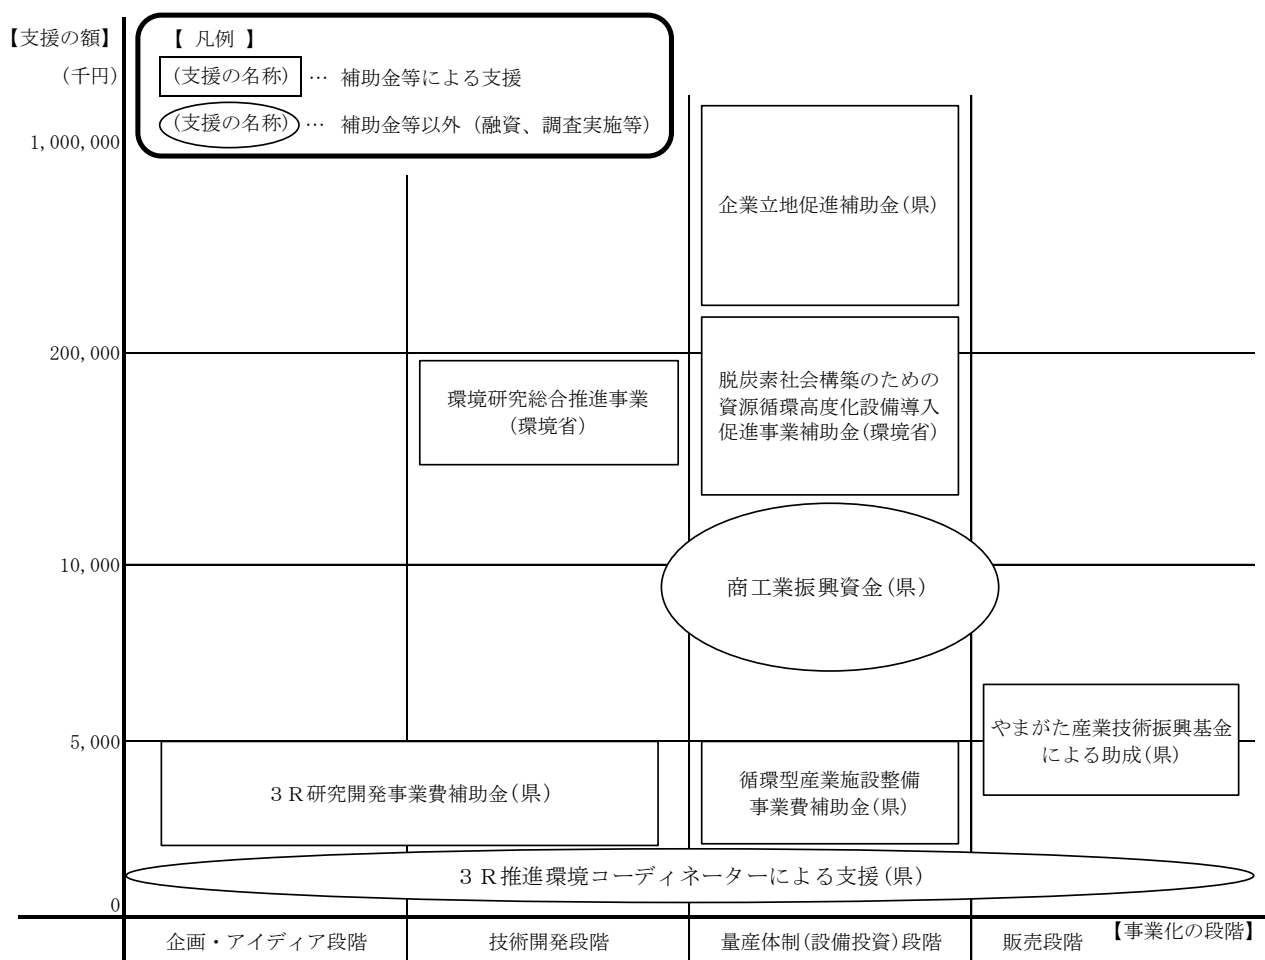 【支援の額】
(千円)
【 凡例 】
(支援の名称) … 補助金等による支援
(支援の名称) … 補助金等以外（融資、調査実施等）
1,000,000
企業立地促進補助金(県)
200,000
環境研究総合推進事業
(環境省)
脱炭素社会構築のための
資源循環高度化設備導入
促進事業補助金(環境省)
10,000
商工業振興資金(県)
5,000
やまがた産業技術振興基金
による助成(県)
３Ｒ研究開発事業費補助金(県)
循環型産業施設整備
事業費補助金(県)
３Ｒ推進環境コーディネーターによる支援(県)
0
企画・アイディア段階
技術開発段階
量産体制(設備投資)段階
販売段階
【事業化の段階】